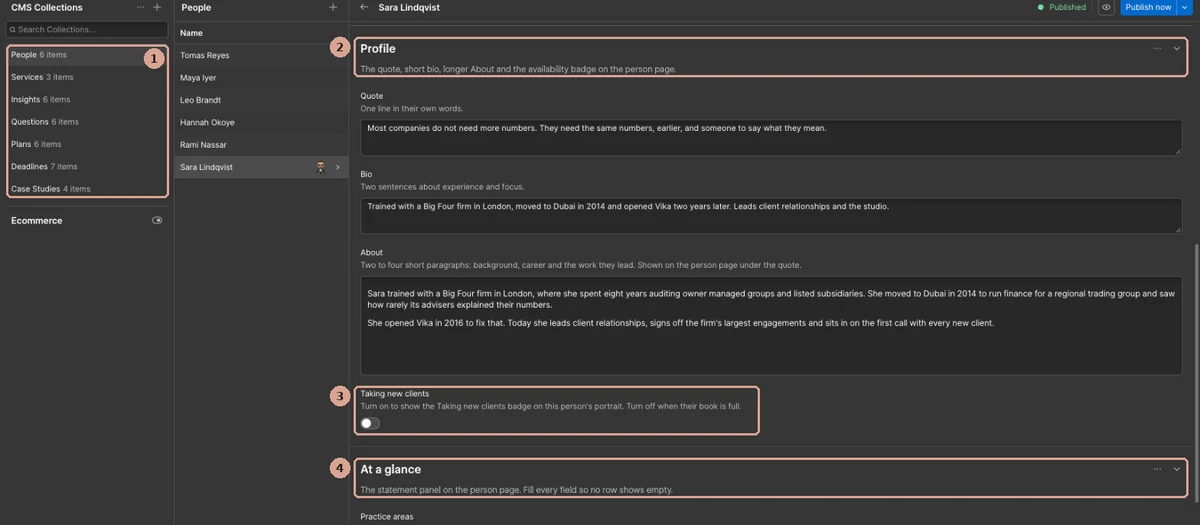 CMS Collections
Search Collections...
People 6 items
1
Services 3 items
Insights 6 items
Questions 6 items
Plans 6 items
Deadlines 7 items
Case Studies 4 items
Ecommerce
People
Name
Tomas Reyes
Maya Iyer
Leo Brandt
Hannah Okoye
Rami Nassar
Sara Lindqvist
Sara Lindqvist
Published
Publish now
2
Profile
The quote, short bio, longer About and the availability badge on the person page.
Quote
One line in their own words.
Most companies do not need more numbers. They need the same numbers, earlier, and someone to say what they mean.
Bio
Two sentences about experience and focus.
Trained with a Big Four firm in London, moved to Dubai in 2014 and opened Vika two years later. Leads client relationships and the studio.
About
Two to four short paragraphs: background, career and the work they lead. Shown on the person page under the quote.
Sara trained with a Big Four firm in London, where she spent eight years auditing owner managed groups and listed subsidiaries. She moved to Dubai in 2014 to run finance for a regional trading group and saw
how rarely its advisers explained their numbers.
She opened Vika in 2016 to fix that. Today she leads client relationships, signs off the firm's largest engagements and sits in on the first call with every new client.
3
Taking new clients
Turn on to show the Taking new clients badge on this person's portrait. Turn off when their book is full.
4
At a glance
The statement panel on the person page. Fill every field so no row shows empty.
Practice areas